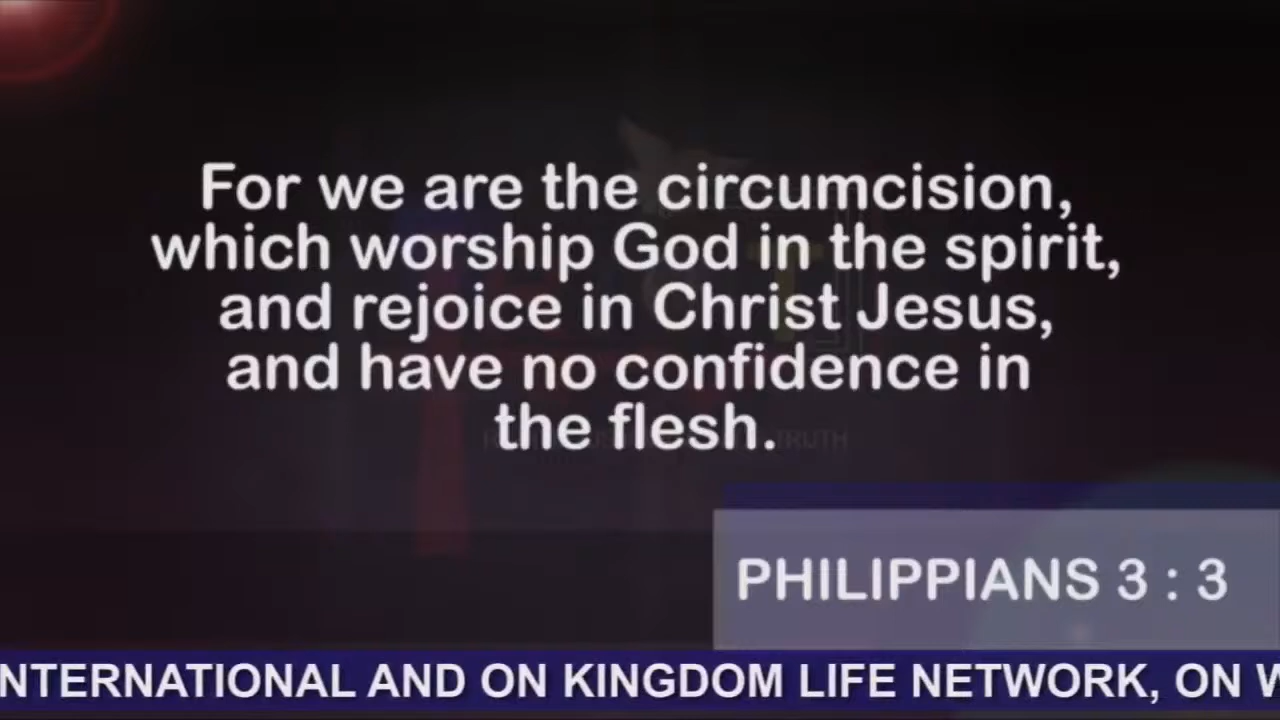 For we are the circumcision,
which worship God in the spirit,
and rejoice in Christ Jesus,
and have no confidence in
the flesh.
TRUTH
PHILIPPIANS 3 : 3
NTERNATIONAL AND ON KINGDOM LIFE NETWORK, ON W